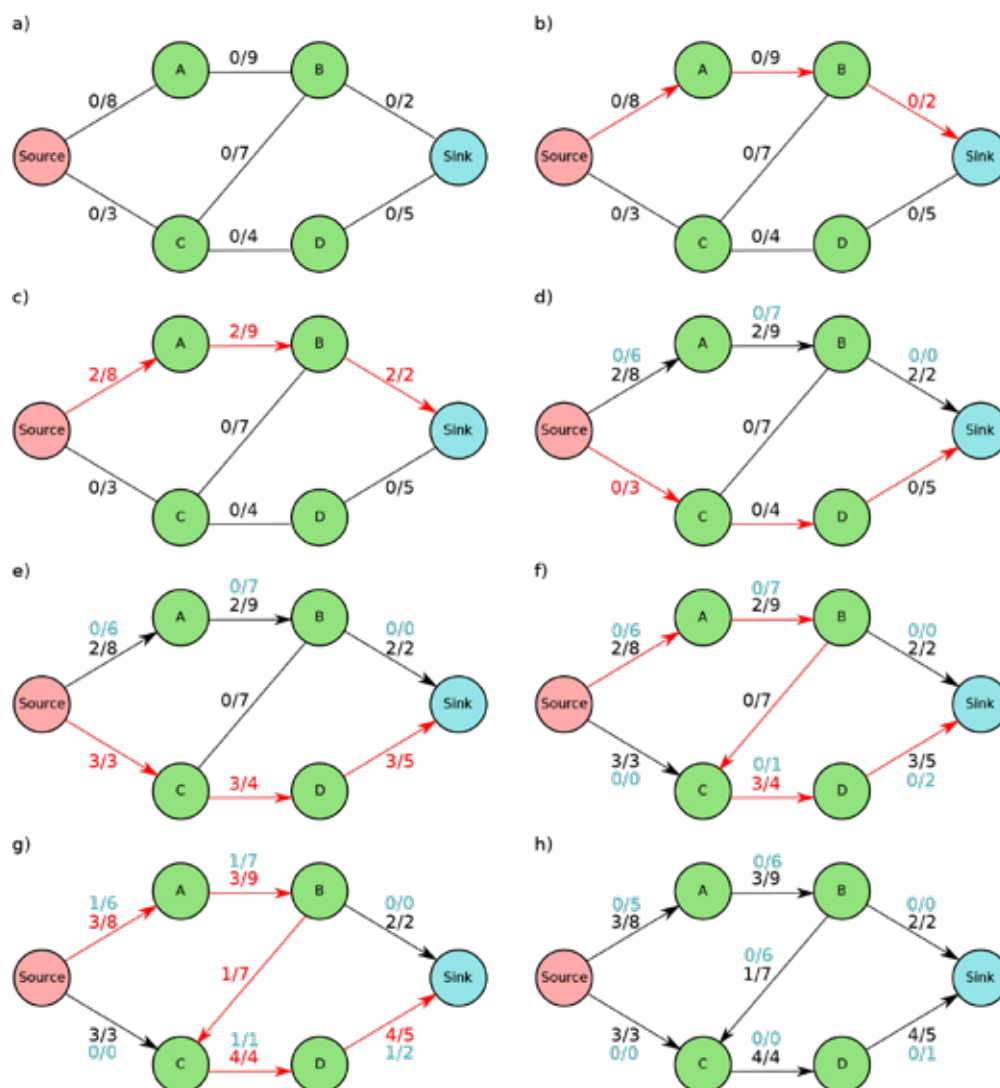 a)
b)
0/9
0/9
A
B
A
B
0/8
0/2
0/8
0/2
Source
0/7
Sink
Source
0/7
Sink
0/3
0/5
0/3
0/5
C
0/4
D
C
0/4
D
c)
d)
0/7
2/9
2/9
A
B
A
B
0/6
0/0
2/8
2/2
2/8
2/2
Source
0/7
Sink
Source
0/7
Sink
0/3
0/5
0/3
0/5
C
0/4
D
C
0/4
D
e)
f)
0/7
0/7
2/9
2/9
A
B
A
B
0/6
0/0
0/6
0/0
2/8
2/2
2/8
2/2
Source
0/7
Sink
Source
0/7
Sink
3/3
3/5
3/3
3/5
0/0
0/1
0/2
C
3/4
D
C
3/4
D
g)
h)
1/7
0/6
3/9
3/9
A
B
A
B
1/6
0/0
0/5
0/0
3/8
2/2
3/8
2/2
0/6
Source
1/7
Sink
Source
1/7
Sink
3/3
4/5
3/3
4/5
0/0
1/1
1/2
0/0
0/0
0/1
C
4/4
D
C
4/4
D